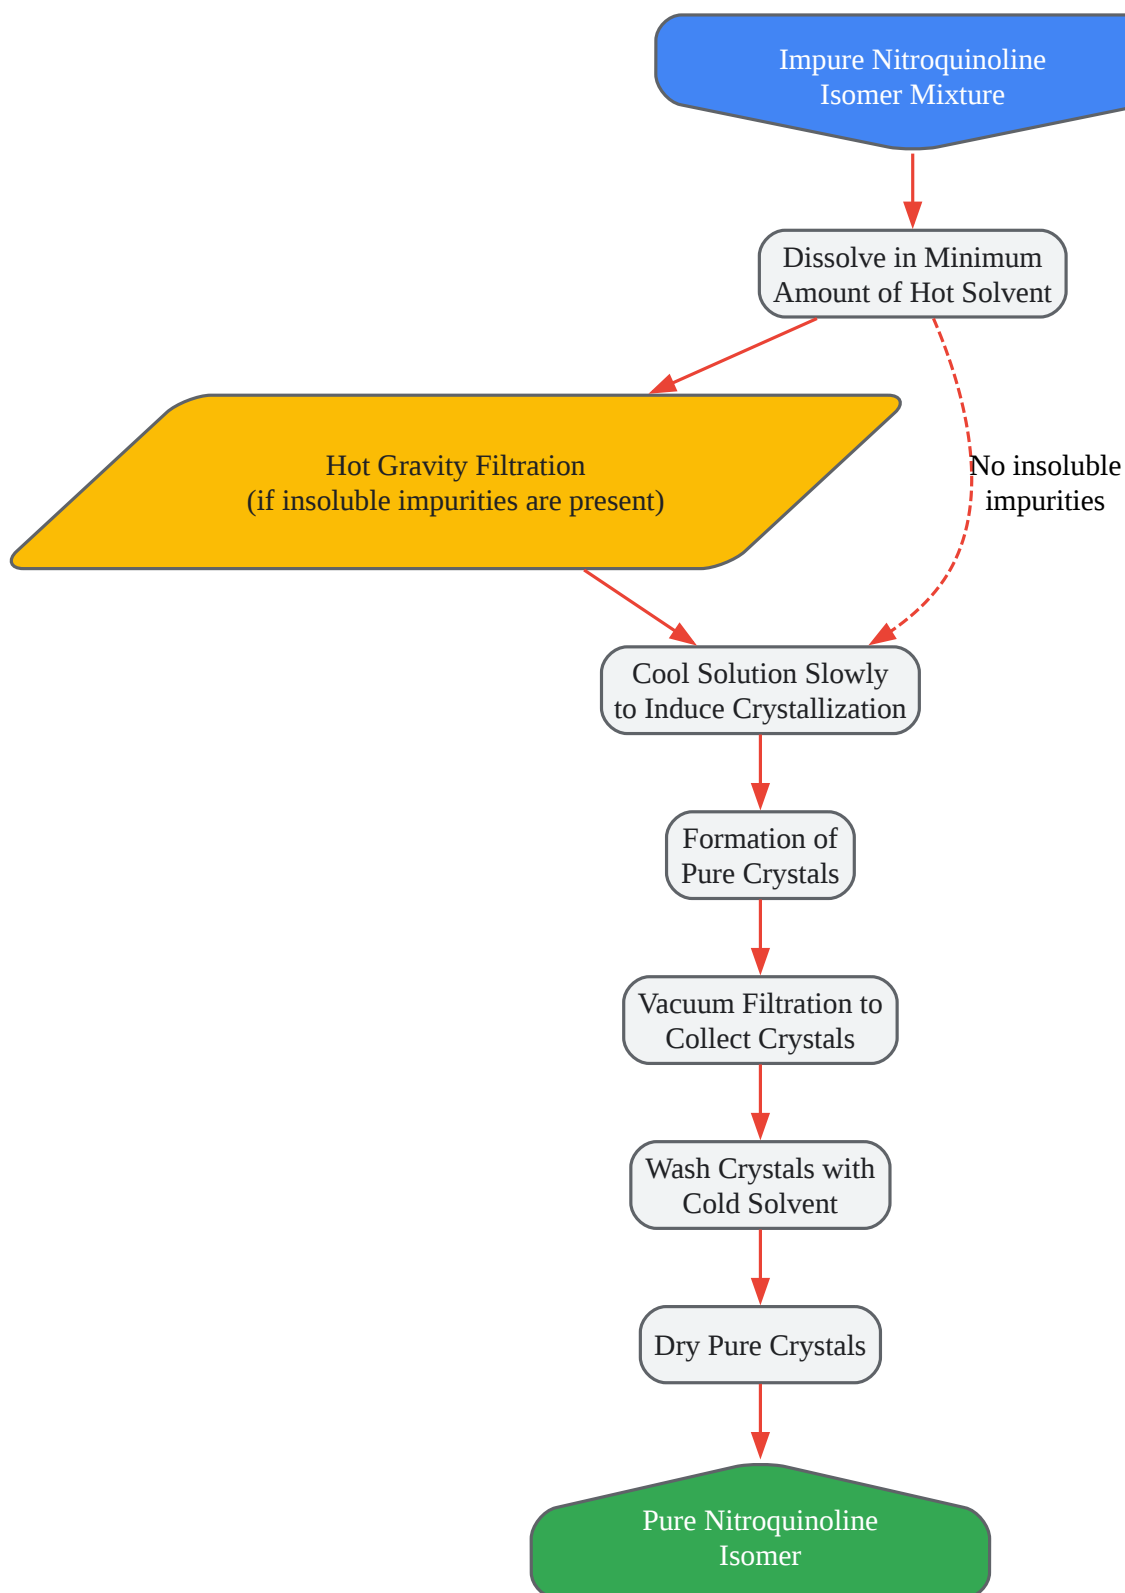 Impure Nitroquinoline
Isomer Mixture
Dissolve in Minimum
Amount of Hot Solvent
Hot Gravity Filtration
(if insoluble impurities are present)
No insoluble
impurities
Cool Solution Slowly
to Induce Crystallization
Formation of
Pure Crystals
Vacuum Filtration to
Collect Crystals
Wash Crystals with
Cold Solvent
Dry Pure Crystals
Pure Nitroquinoline
Isomer